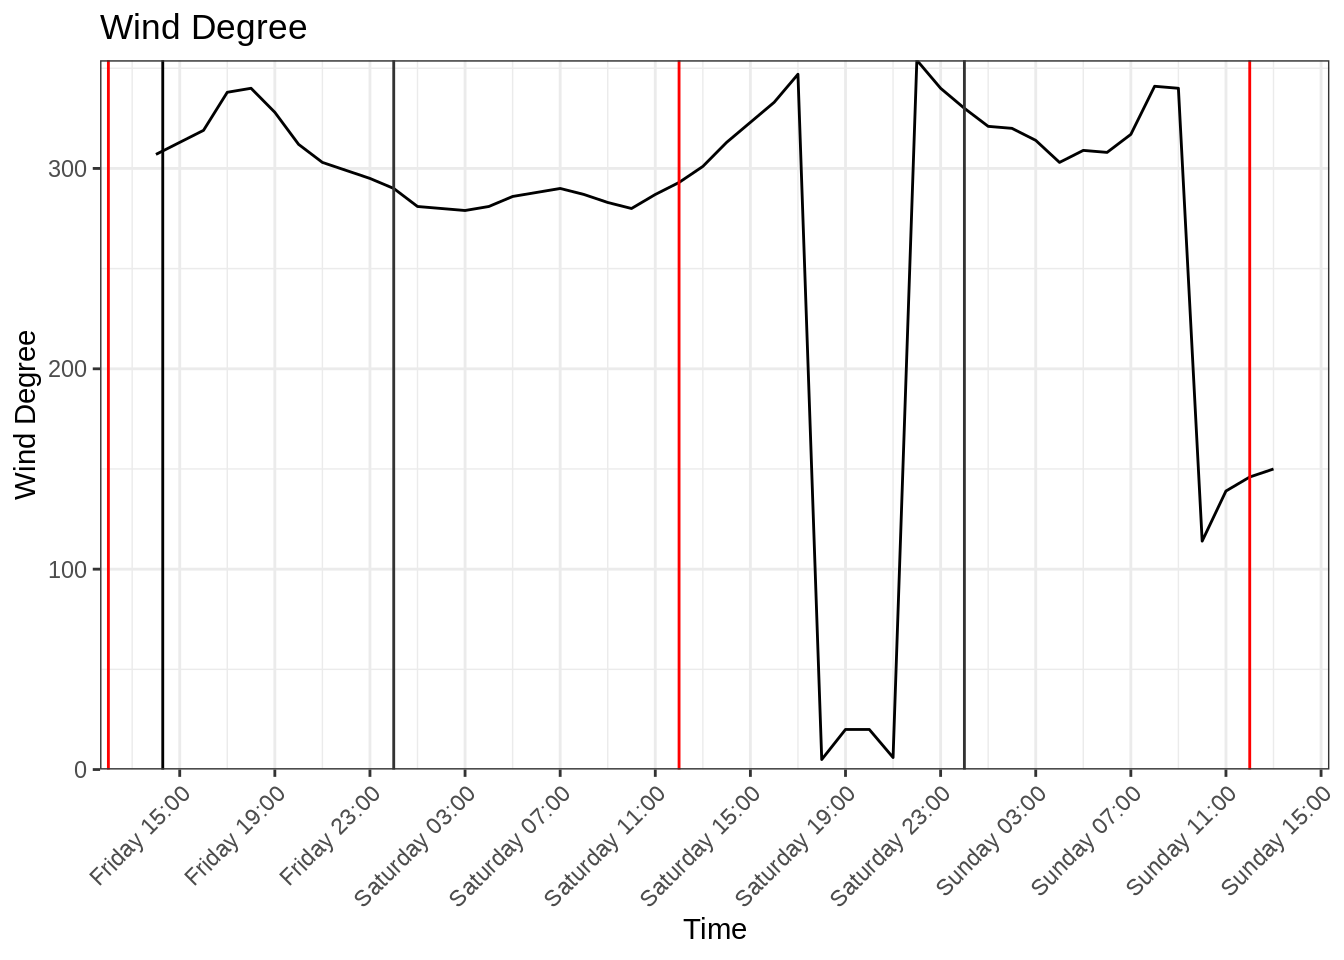 Wind Degree
Wind Degree
300
200
100
0
Friday 15:00
Friday 19:00
Friday 23:00
Saturday 03:00
Saturday 07:00
Saturday 11:00
Saturday 15:00
Saturday 19:00
Saturday 23:00
Sunday 03:00
Sunday 07:00
Sunday 11:00
Sunday 15:00
Time